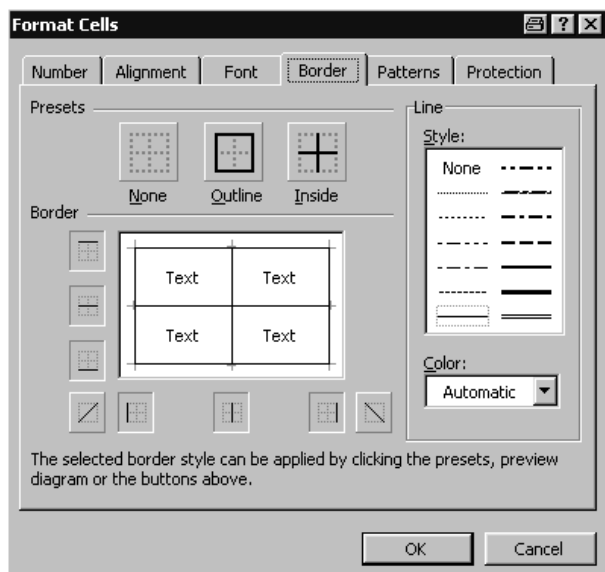 Format Cells
Number Alignment Font Border Patterns Protection
Presets
None Outline Inside
Border
Text Text
Text Text
Line
Style:
None
Color:
Automatic
The selected border style can be applied by clicking the presets, preview
diagram or the buttons above.
OK Cancel